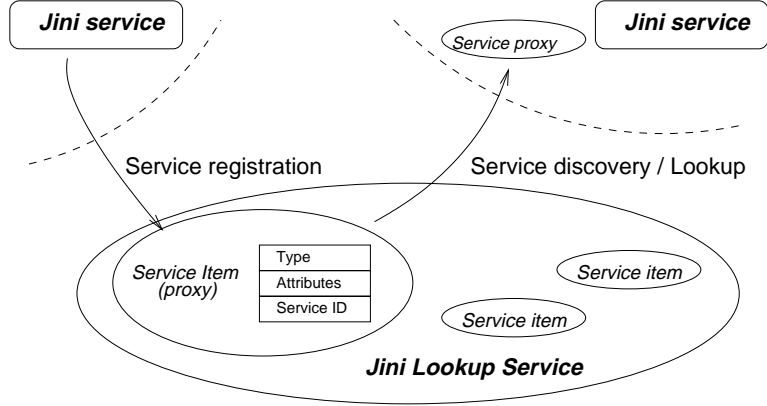 Jini service
Service proxy
Jini service
Service registration
Service discovery / Lookup
Service Item
(proxy)
Type
Attributes
Service ID
Service item
Service item
Jini Lookup Service